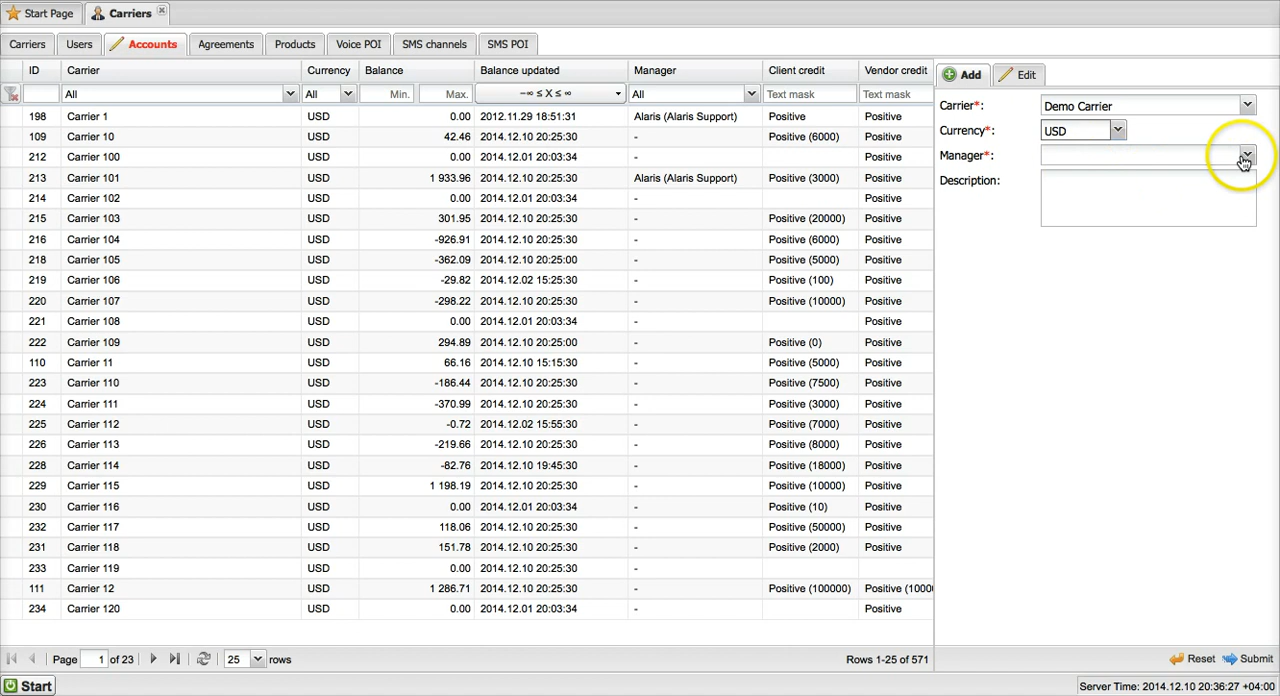 Start Page Carriers
Carriers Users Accounts Agreements Products Voice POI SMS channels SMS POI
ID Carrier Currency Balance Balance updated Manager Client credit Vendor credit
All All Min. Max. −∞ ≤ X ≤ ∞ All Text mask Text mask
198 Carrier 1 USD 0.00 2012.11.29 18:51:31 Alaris (Alaris Support) Positive Positive
109 Carrier 10 USD 42.46 2014.12.10 20:25:30 - Positive (6000) Positive
212 Carrier 100 USD 0.00 2014.12.01 20:03:34 - Positive
213 Carrier 101 USD 1 933.96 2014.12.10 20:25:30 Alaris (Alaris Support) Positive (3000) Positive
214 Carrier 102 USD 0.00 2014.12.01 20:03:34 - Positive
215 Carrier 103 USD 301.95 2014.12.10 20:25:30 - Positive (20000) Positive
216 Carrier 104 USD -926.91 2014.12.10 20:25:30 - Positive (6000) Positive
218 Carrier 105 USD -362.09 2014.12.10 20:25:00 - Positive (5000) Positive
219 Carrier 106 USD -29.82 2014.12.02 15:25:30 - Positive (100) Positive
220 Carrier 107 USD -298.22 2014.12.10 20:25:30 - Positive (10000) Positive
221 Carrier 108 USD 0.00 2014.12.01 20:03:34 - Positive
222 Carrier 109 USD 294.89 2014.12.10 20:25:00 - Positive (0) Positive
110 Carrier 11 USD 66.16 2014.12.10 15:15:30 - Positive (5000) Positive
223 Carrier 110 USD -186.44 2014.12.10 20:25:30 - Positive (7500) Positive
224 Carrier 111 USD -370.99 2014.12.10 20:25:30 - Positive (3000) Positive
225 Carrier 112 USD -0.72 2014.12.02 15:55:30 - Positive (7000) Positive
226 Carrier 113 USD -219.66 2014.12.10 20:25:30 - Positive (8000) Positive
228 Carrier 114 USD -82.76 2014.12.10 19:45:30 - Positive (18000) Positive
229 Carrier 115 USD 1 198.19 2014.12.10 20:25:30 - Positive (10000) Positive
230 Carrier 116 USD 0.00 2014.12.01 20:03:34 - Positive (10) Positive
232 Carrier 117 USD 118.06 2014.12.10 20:25:30 - Positive (50000) Positive
231 Carrier 118 USD 151.78 2014.12.10 20:25:30 - Positive (2000) Positive
233 Carrier 119 USD 0.00 2014.12.10 20:25:30 -
111 Carrier 12 USD 1 286.71 2014.12.10 20:25:30 - Positive (100000) Positive (1000
234 Carrier 120 USD 0.00 2014.12.01 20:03:34 - Positive
Page 1 of 23 25 rows Rows 1-25 of 571
Add Edit
Carrier*: Demo Carrier
Currency*: USD
Manager*:
Description:
Reset Submit
Start Server Time: 2014.12.10 20:36:27 +04:00